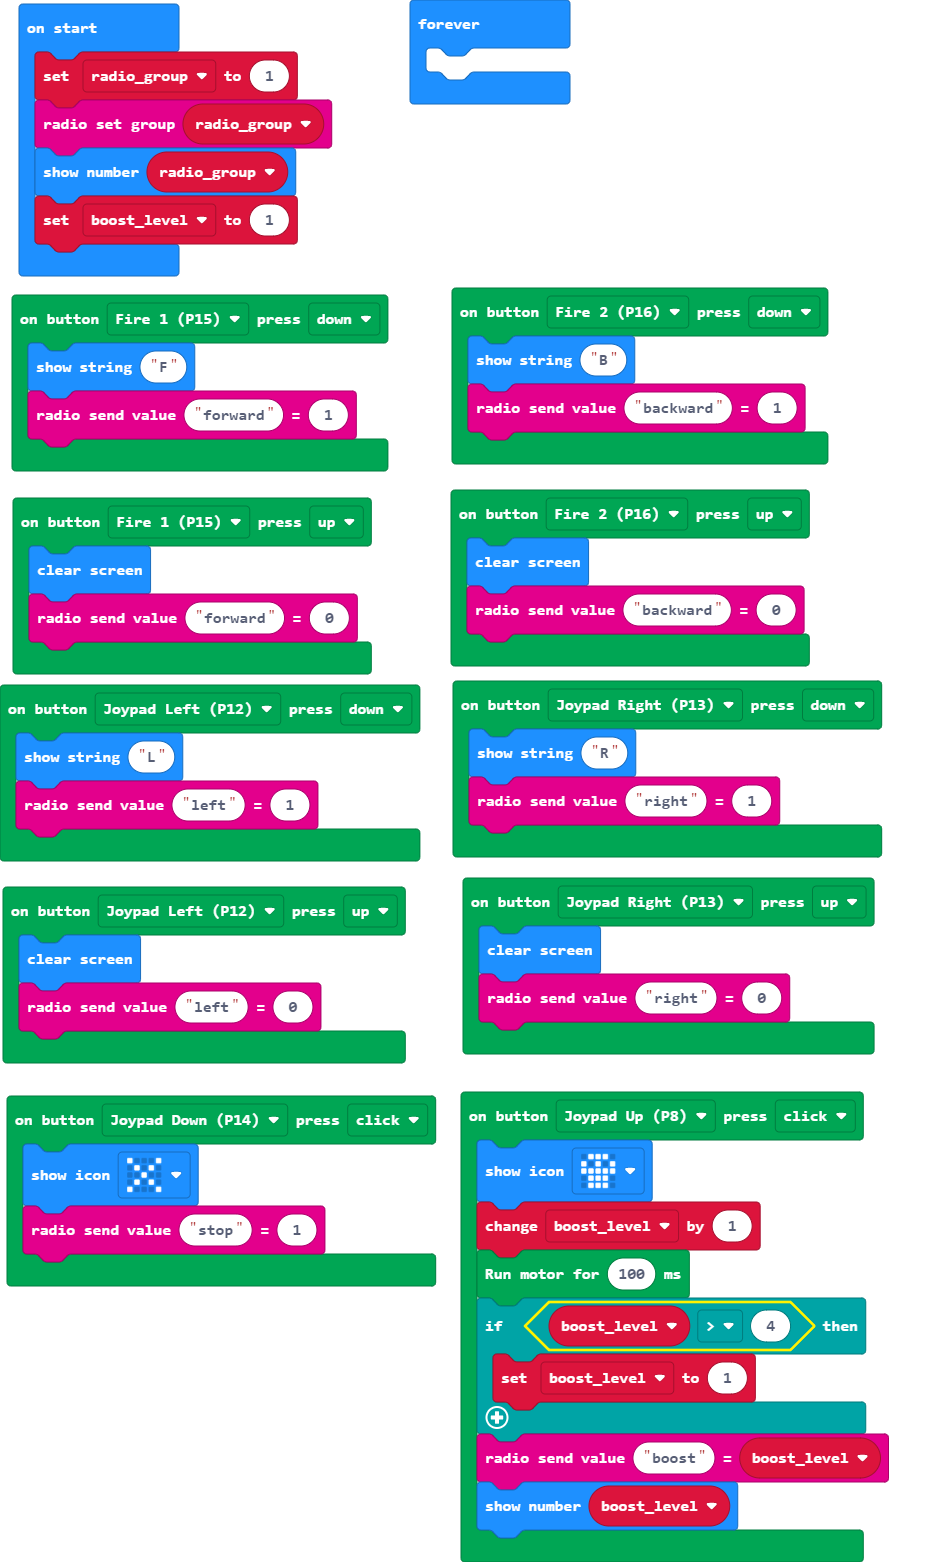 on start
set radio_group to 1
radio set group radio_group
show number radio_group
set boost_level to 1
forever
on button Fire 1 (P15) press down
show string "F"
radio send value "forward" = 1
on button Fire 2 (P16) press down
show string "B"
radio send value "backward" = 1
on button Fire 1 (P15) press up
clear screen
radio send value "forward" = 0
on button Fire 2 (P16) press up
clear screen
radio send value "backward" = 0
on button Joypad Left (P12) press down
show string "L"
radio send value "left" = 1
on button Joypad Right (P13) press down
show string "R"
radio send value "right" = 1
on button Joypad Left (P12) press up
clear screen
radio send value "left" = 0
on button Joypad Right (P13) press up
clear screen
radio send value "right" = 0
on button Joypad Down (P14) press click
show icon
radio send value "stop" = 1
on button Joypad Up (P8) press click
show icon
change boost_level by 1
Run motor for 100 ms
if boost_level > 4 then
set boost_level to 1
radio send value "boost" = boost_level
show number boost_level